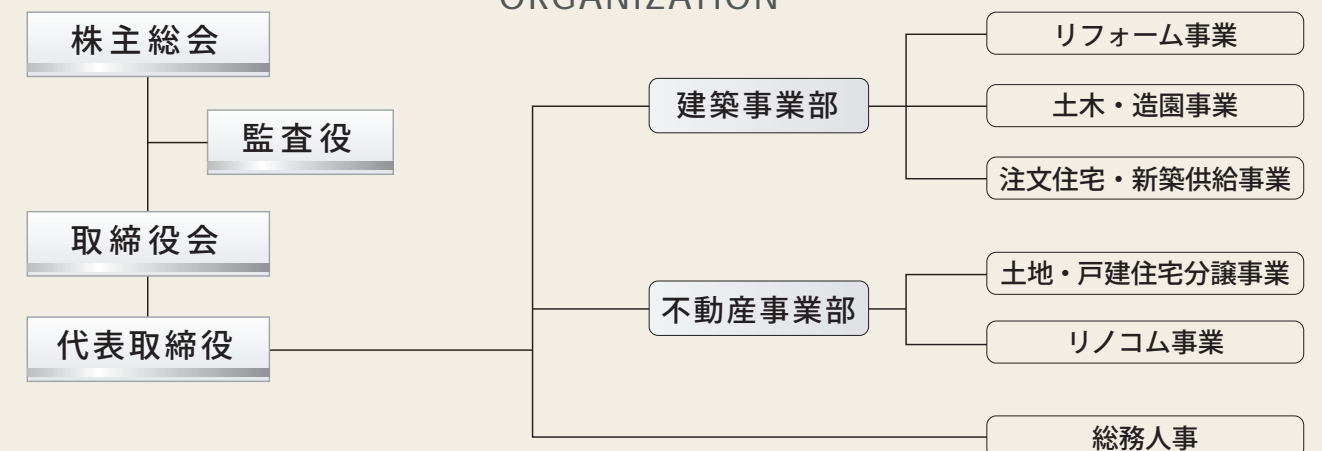 ORGANIZATION
株主総会
監査役
取締役会
代表取締役
建築事業部
リフォーム事業
土木・造園事業
注文住宅・新築供給事業
不動産事業部
土地・戸建住宅分譲事業
リノコム事業
総務人事